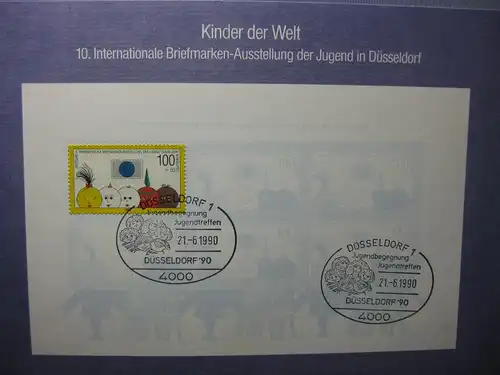 Kinder der Welt
10. Internationale Briefmarken-Ausstellung der Jugend in Düsseldorf
100
DÜSSELDORF 1
Jugendbegegnung
Jugendtreffen
21.-6.1990
DÜSSELDORF '90
4000
DÜSSELDORF 1
Jugendbegegnung
Jugendtreffen
21.-6.1990
DÜSSELDORF '90
4000